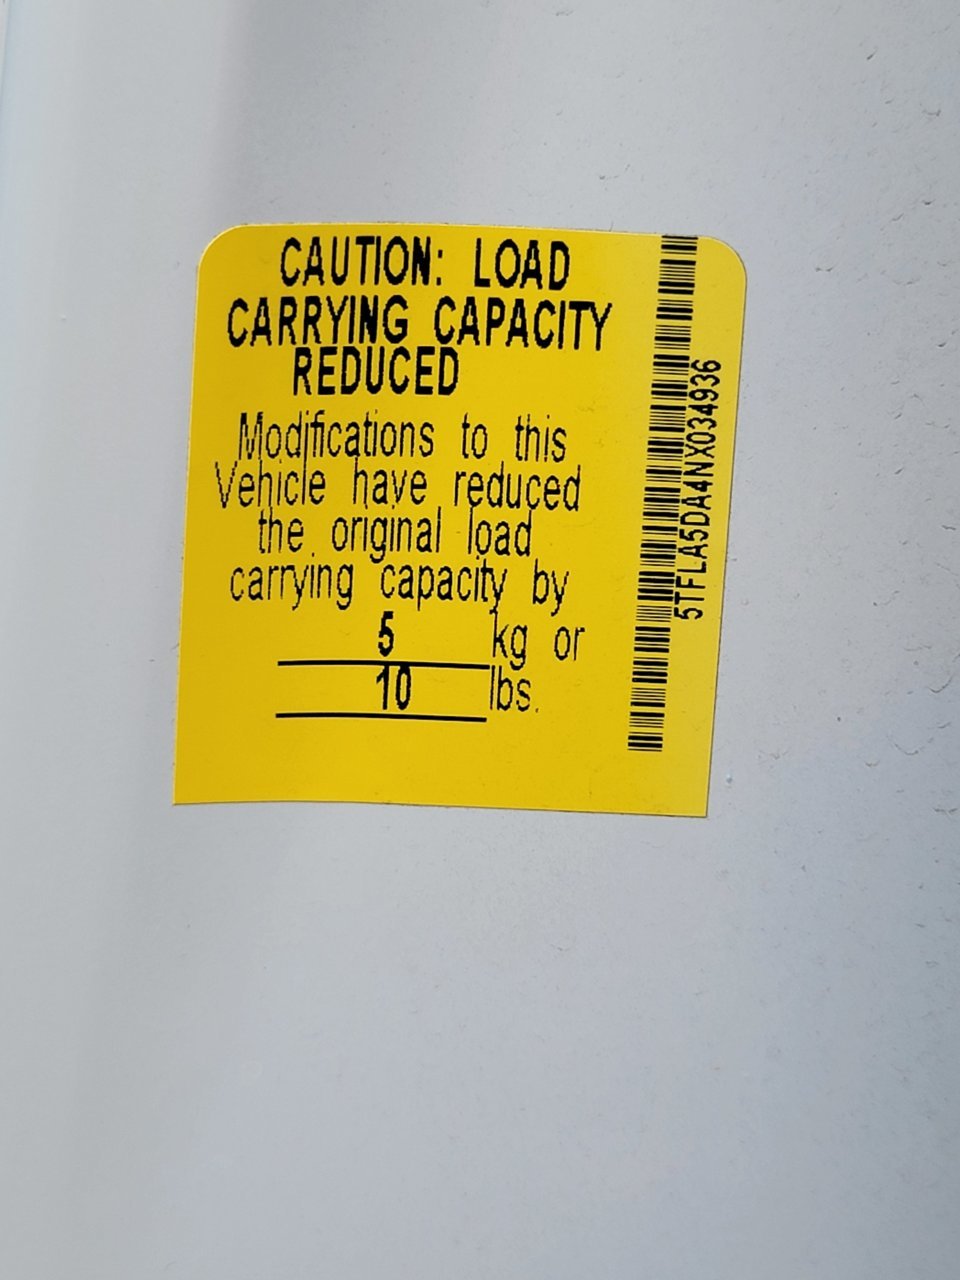 CAUTION: LOAD
CARRYING CAPACITY
REDUCED
Modifications to this
Vehicle have reduced
the original load
carrying capacity by
5 kg or
10 lbs.
5TFLA5DA4NX034936